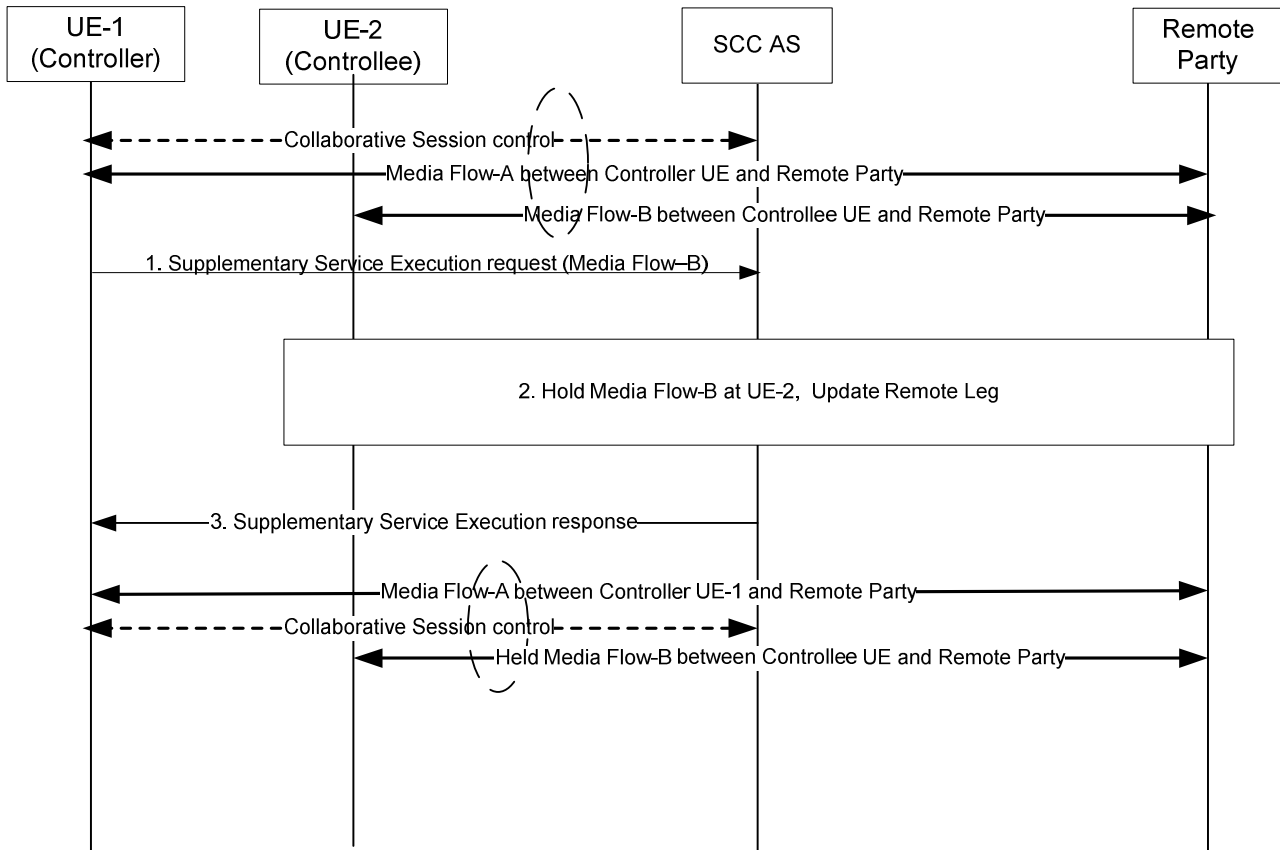 UE-1
(Controller)
UE-2
(Controllee)
SCC AS
Remote
Party
Collaborative Session control
Media Flow-A between Controller UE and Remote Party
Media Flow-B between Controllee UE and Remote Party
1. Supplementary Service Execution request (Media Flow–B)
2. Hold Media Flow-B at UE-2, Update Remote Leg
3. Supplementary Service Execution response
Media Flow-A between Controller UE-1 and Remote Party
Collaborative Session control
Held Media Flow-B between Controllee UE and Remote Party